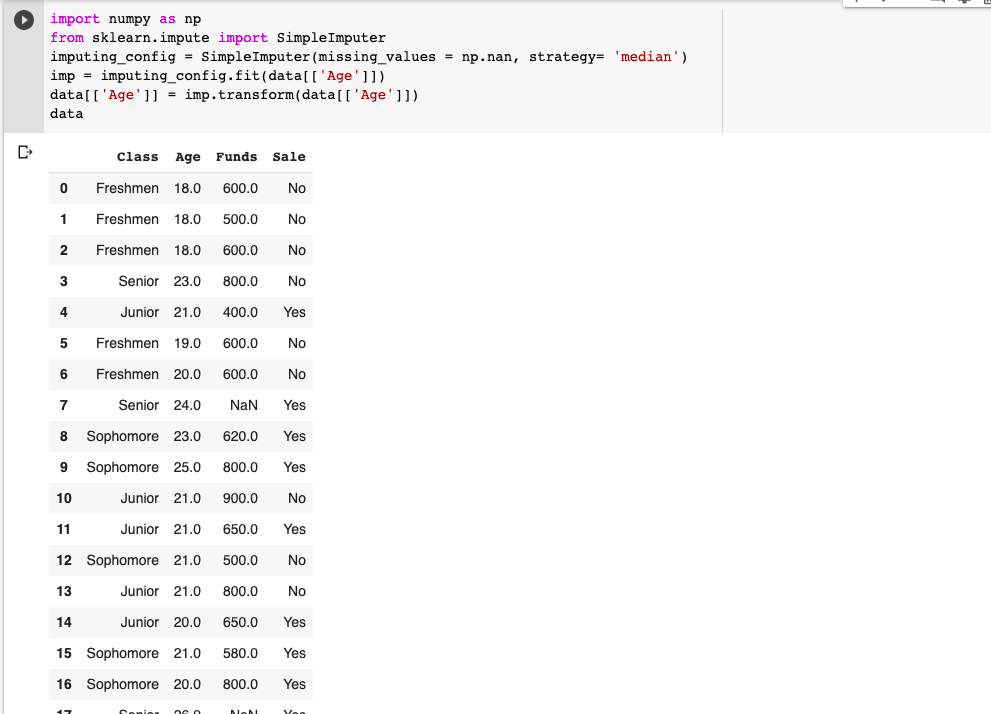 import numpy as np
from sklearn.impute import SimpleImputer
imputing_config = SimpleImputer(missing_values = np.nan, strategy= 'median')
imp = imputing_config.fit(data[['Age']])
data[['Age']] = imp.transform(data[['Age']])
data
Class Age Funds Sale
0 Freshmen 18.0 600.0 No
1 Freshmen 18.0 500.0 No
2 Freshmen 18.0 600.0 No
3 Senior 23.0 800.0 No
4 Junior 21.0 400.0 Yes
5 Freshmen 19.0 600.0 No
6 Freshmen 20.0 600.0 No
7 Senior 24.0 NaN Yes
8 Sophomore 23.0 620.0 Yes
9 Sophomore 25.0 800.0 Yes
10 Junior 21.0 900.0 No
11 Junior 21.0 650.0 Yes
12 Sophomore 21.0 500.0 No
13 Junior 21.0 800.0 No
14 Junior 20.0 650.0 Yes
15 Sophomore 21.0 580.0 Yes
16 Sophomore 20.0 800.0 Yes
17 Senior NaN Yes